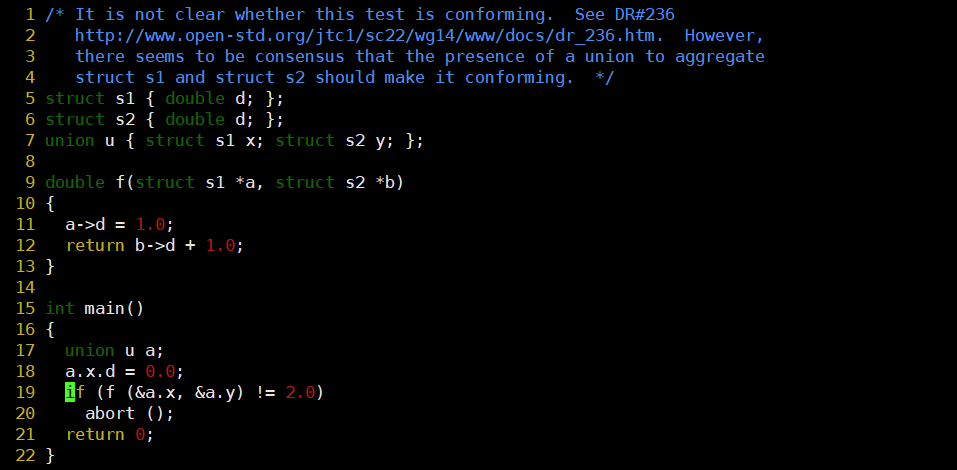 1 /* It is not clear whether this test is conforming.  See DR#236
2    http://www.open-std.org/jtc1/sc22/wg14/www/docs/dr_236.htm.  However,
3    there seems to be consensus that the presence of a union to aggregate
4    struct s1 and struct s2 should make it conforming.  */
5 struct s1 { double d; };
6 struct s2 { double d; };
7 union u { struct s1 x; struct s2 y; };
8
9 double f(struct s1 *a, struct s2 *b)
10 {
11   a->d = 1.0;
12   return b->d + 1.0;
13 }
14
15 int main()
16 {
17   union u a;
18   a.x.d = 0.0;
19   if (f (&a.x, &a.y) != 2.0)
20     abort ();
21   return 0;
22 }